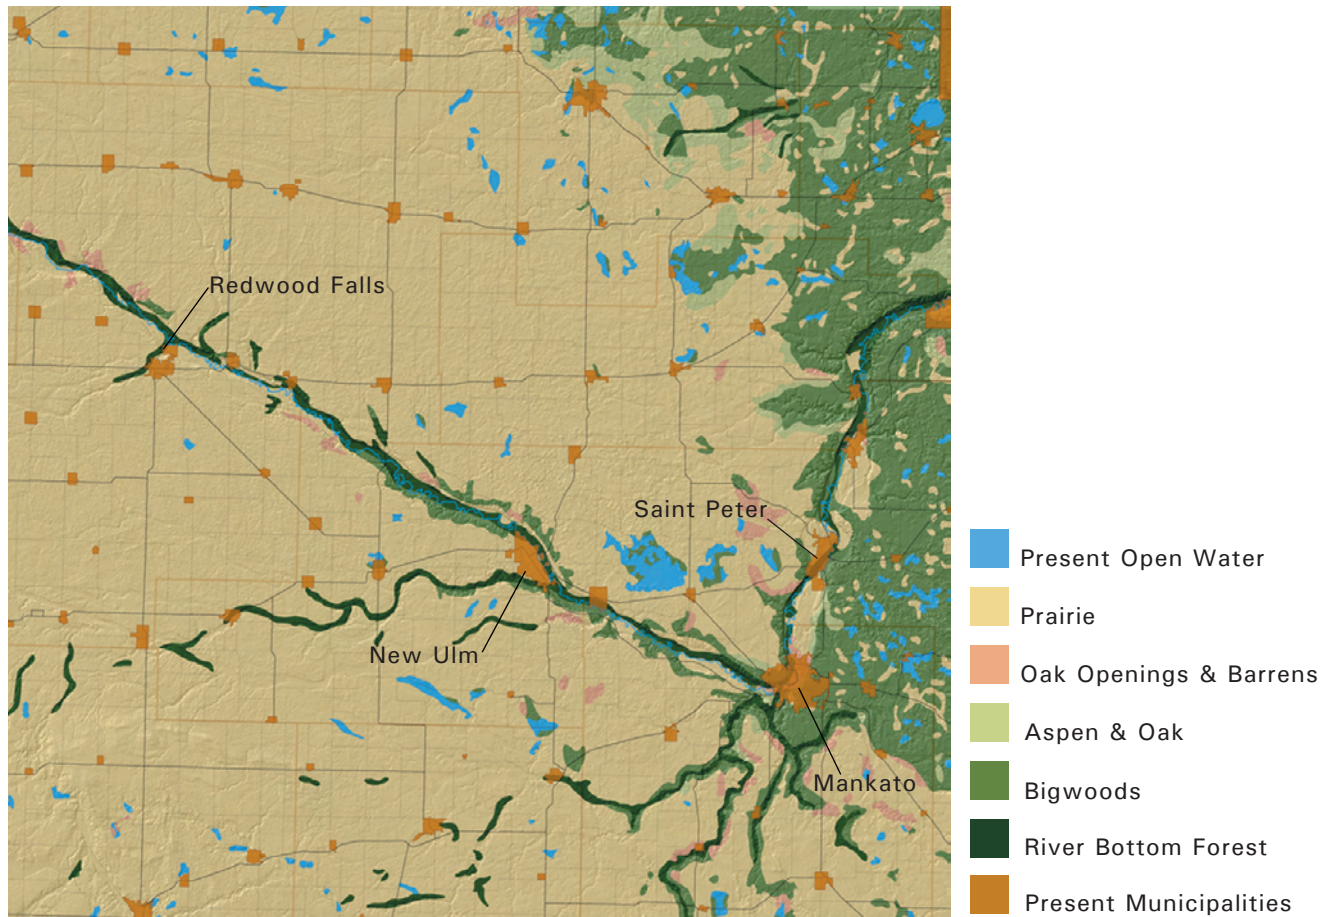 Redwood Falls
Saint Peter
New Ulm
Mankato
Present Open Water
Prairie
Oak Openings & Barrens
Aspen & Oak
Bigwoods
River Bottom Forest
Present Municipalities